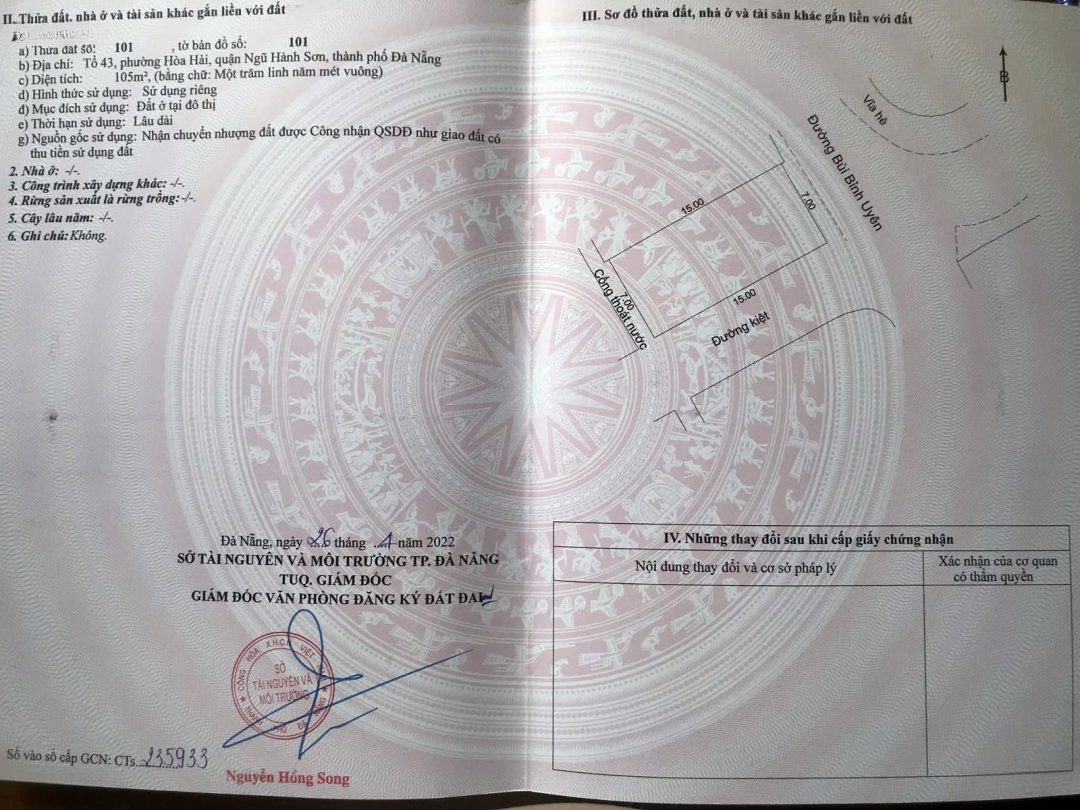 II. Thửa đất, nhà ở và tài sản khác gắn liền với đất
a) Thửa đất số: 101 , tờ bản đồ số: 101
b) Địa chỉ: Tổ 43, phường Hòa Hải, quận Ngũ Hành Sơn, thành phố Đà Nẵng
c) Diện tích: 105m², (bằng chữ: Một trăm linh năm mét vuông)
d) Hình thức sử dụng: Sử dụng riêng
đ) Mục đích sử dụng: Đất ở tại đô thị
e) Thời hạn sử dụng: Lâu dài
g) Nguồn gốc sử dụng: Nhận chuyển nhượng đất được Công nhận QSDĐ như giao đất có
thu tiền sử dụng đất
2. Nhà ở: -/-.
3. Công trình xây dựng khác: -/-.
4. Rừng sản xuất là rừng trồng: -/-.
5. Cây lâu năm: -/-.
6. Ghi chú: Không.
Đà Nẵng, ngày 26 tháng 1 năm 2022
SỞ TÀI NGUYÊN VÀ MÔI TRƯỜNG TP. ĐÀ NẴNG
TUQ. GIÁM ĐỐC
GIÁM ĐỐC VĂN PHÒNG ĐĂNG KÝ ĐẤT ĐAI
CỘNG HÒA X.H.C.N VIỆT NAM
SỞ
TÀI NGUYÊN VÀ
MÔI TRƯỜNG
THÀNH PHỐ ĐÀ NẴNG
Nguyễn Hồng Song
Số vào sổ cấp GCN: CTs 235933
III. Sơ đồ thửa đất, nhà ở và tài sản khác gắn liền với đất
B
Vỉa hè
Đường Bùi Bỉnh Uyên
15.00
7.00
7.00
Cống thoát nước
15.00
Đường kiệt
IV. Những thay đổi sau khi cấp giấy chứng nhận
Nội dung thay đổi và cơ sở pháp lý
Xác nhận của cơ quan
có thẩm quyền